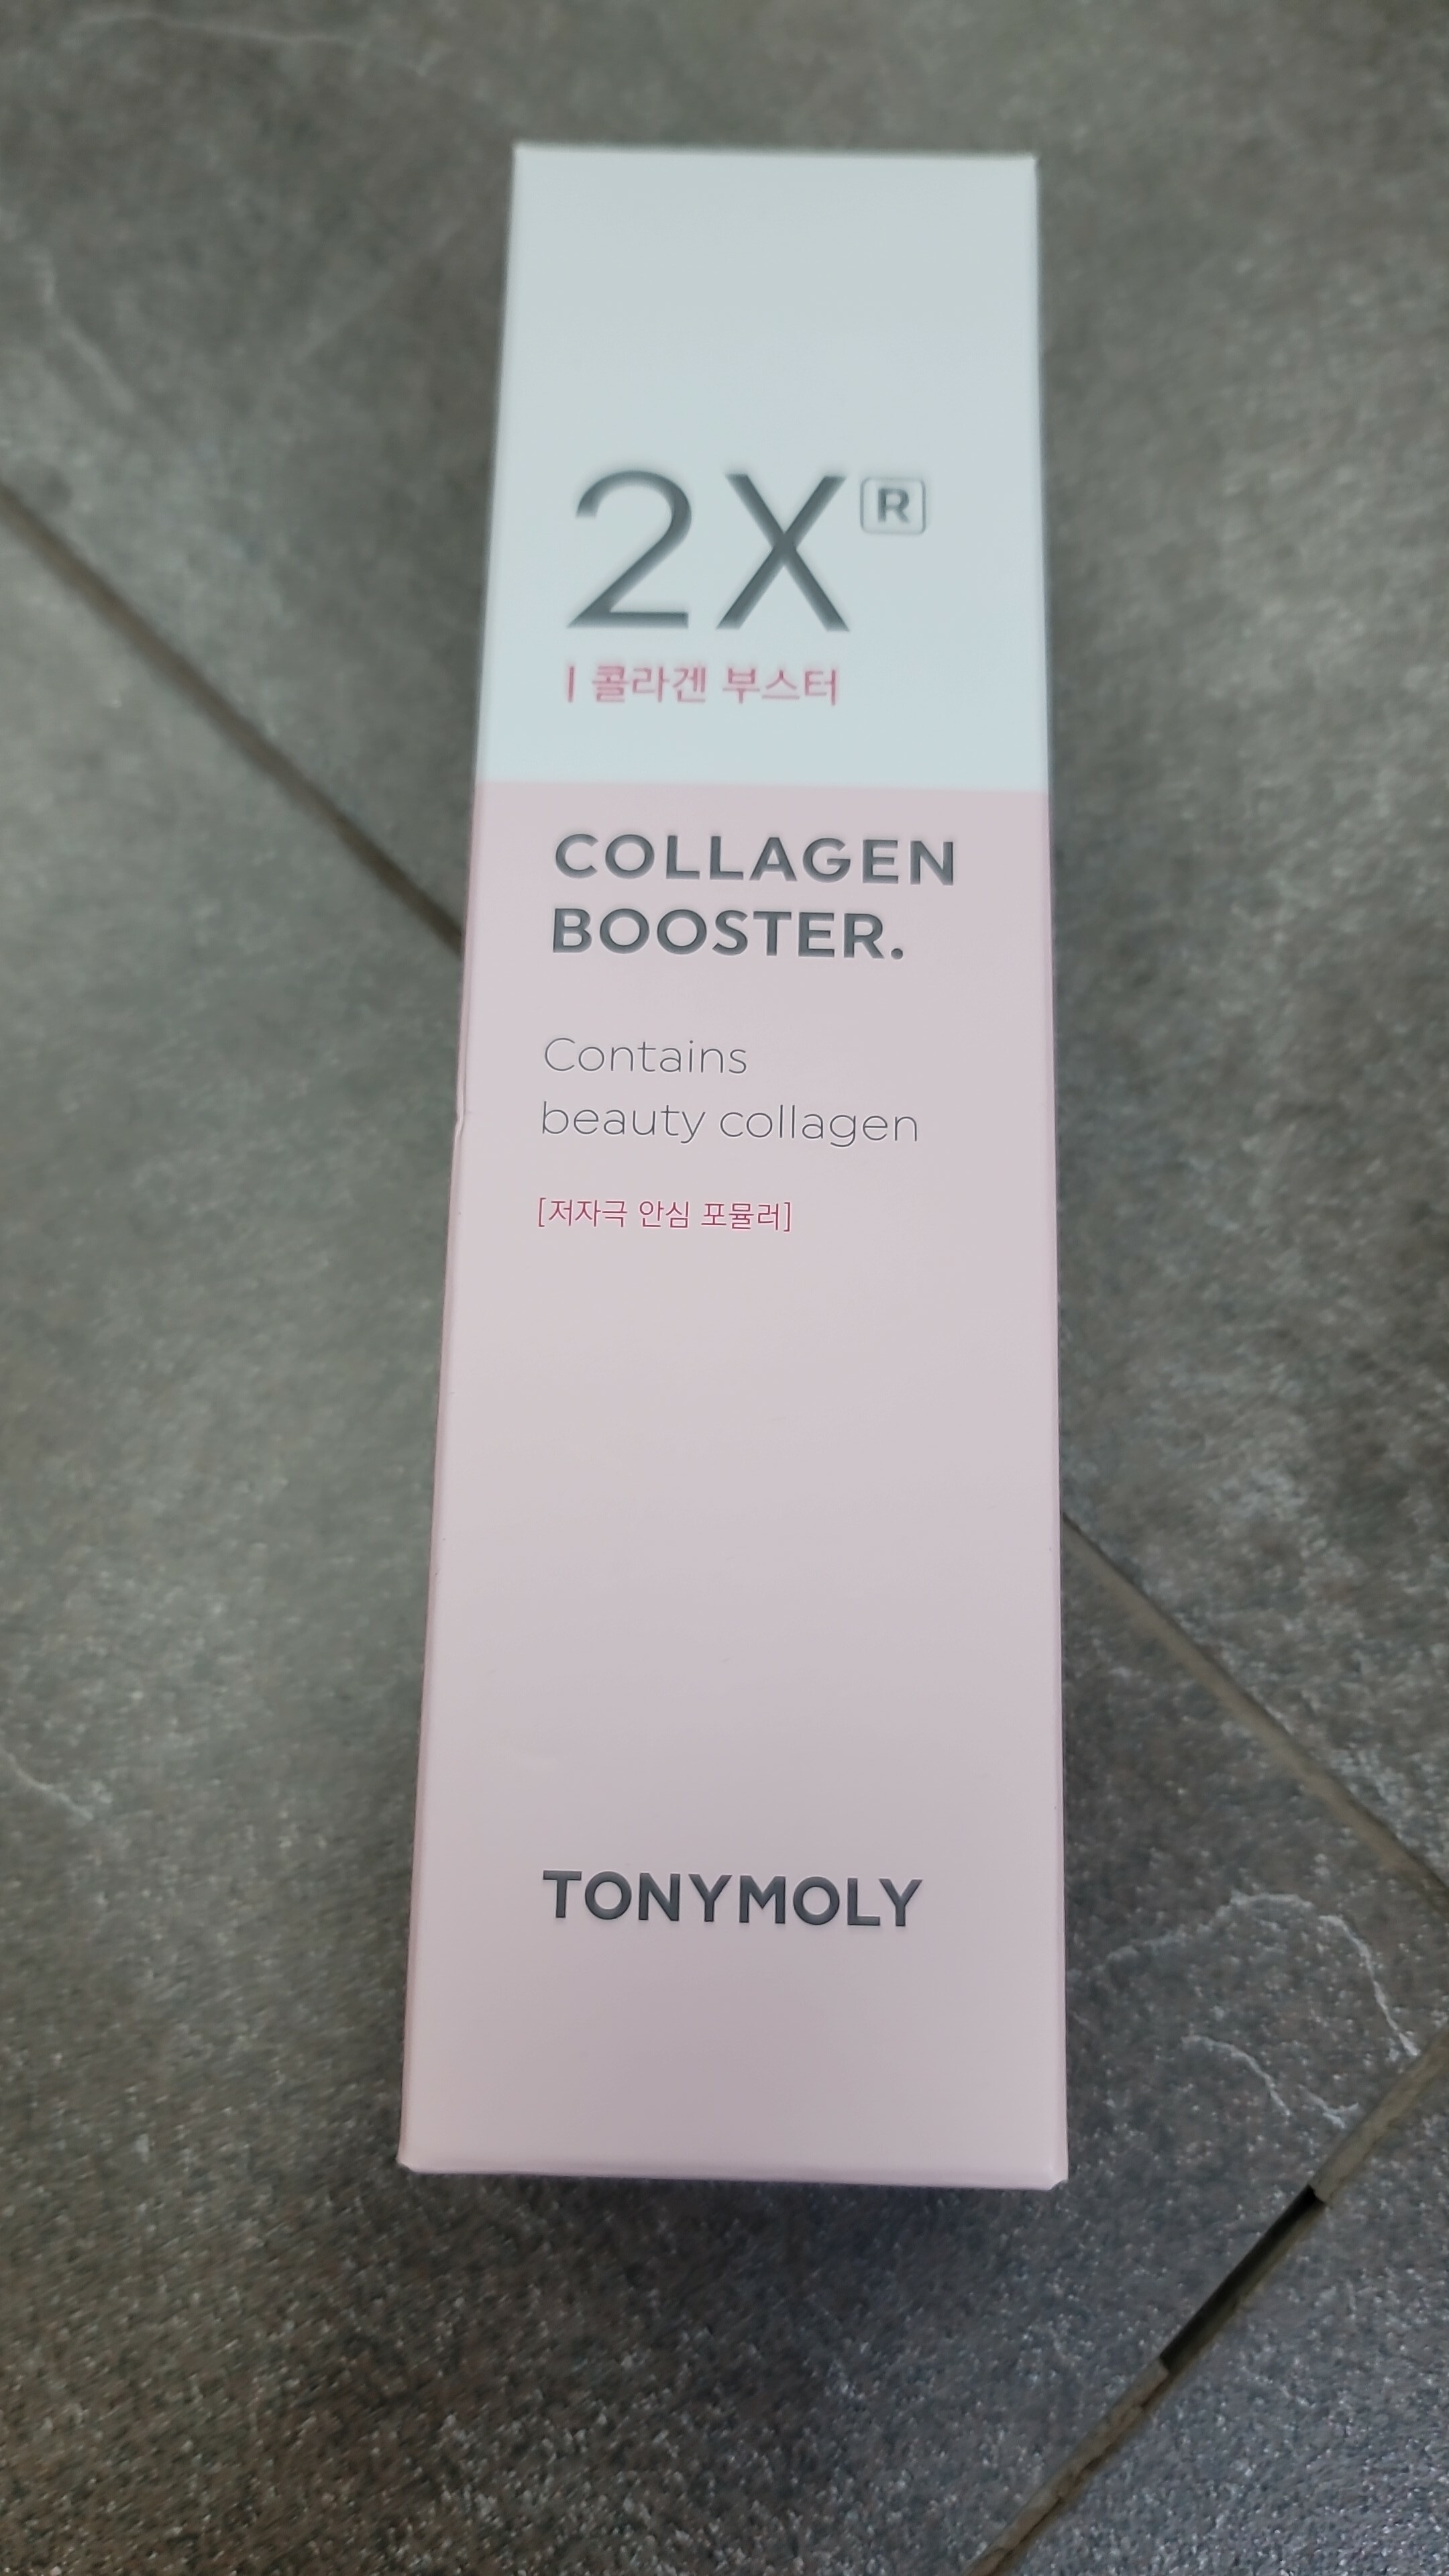 2X R
| 콜라겐 부스터
COLLAGEN
BOOSTER.
Contains
beauty collagen
[저자극 안심 포뮬러]
TONYMOLY